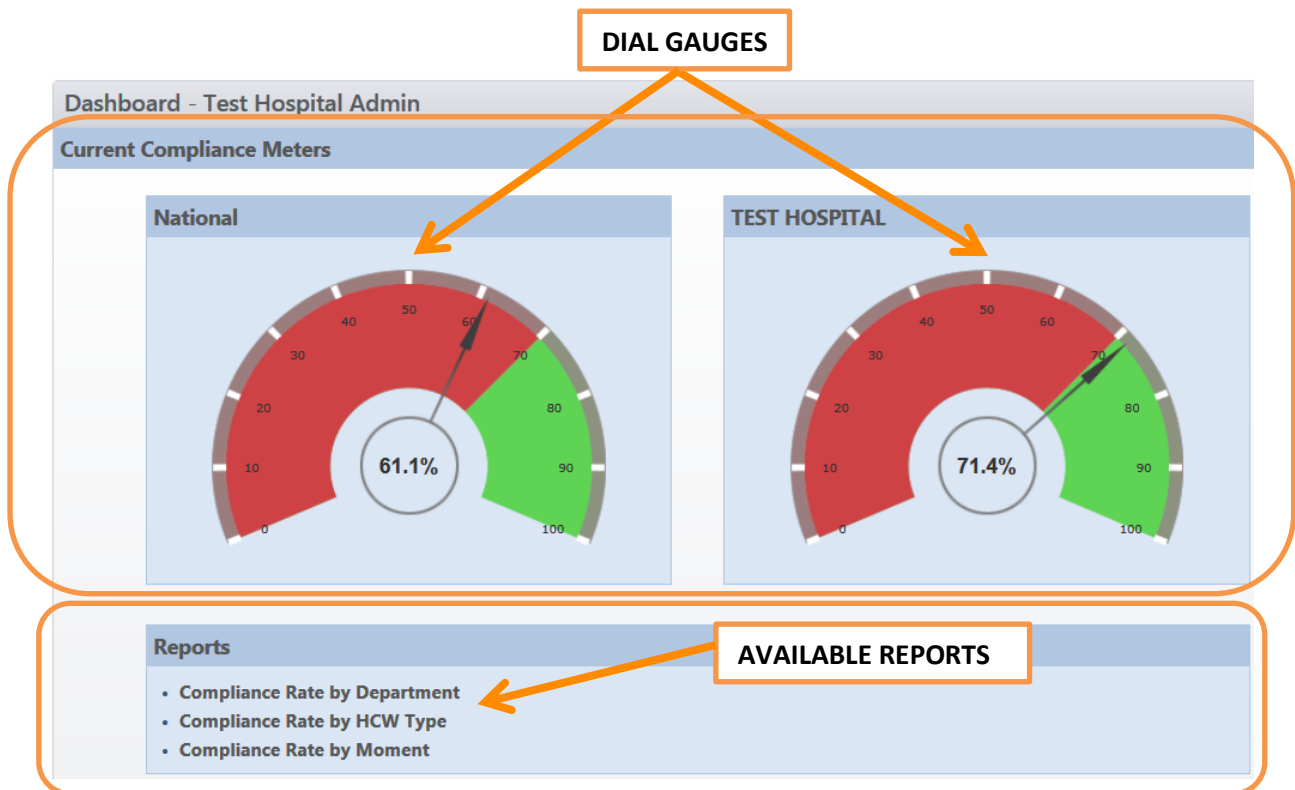 DIAL GAUGES
Dashboard - Test Hospital Admin
Current Compliance Meters
National
0
10
20
30
40
50
60
70
80
90
100
61.1%
TEST HOSPITAL
0
10
20
30
40
50
60
70
80
90
100
71.4%
Reports
AVAILABLE REPORTS
• Compliance Rate by Department
• Compliance Rate by HCW Type
• Compliance Rate by Moment